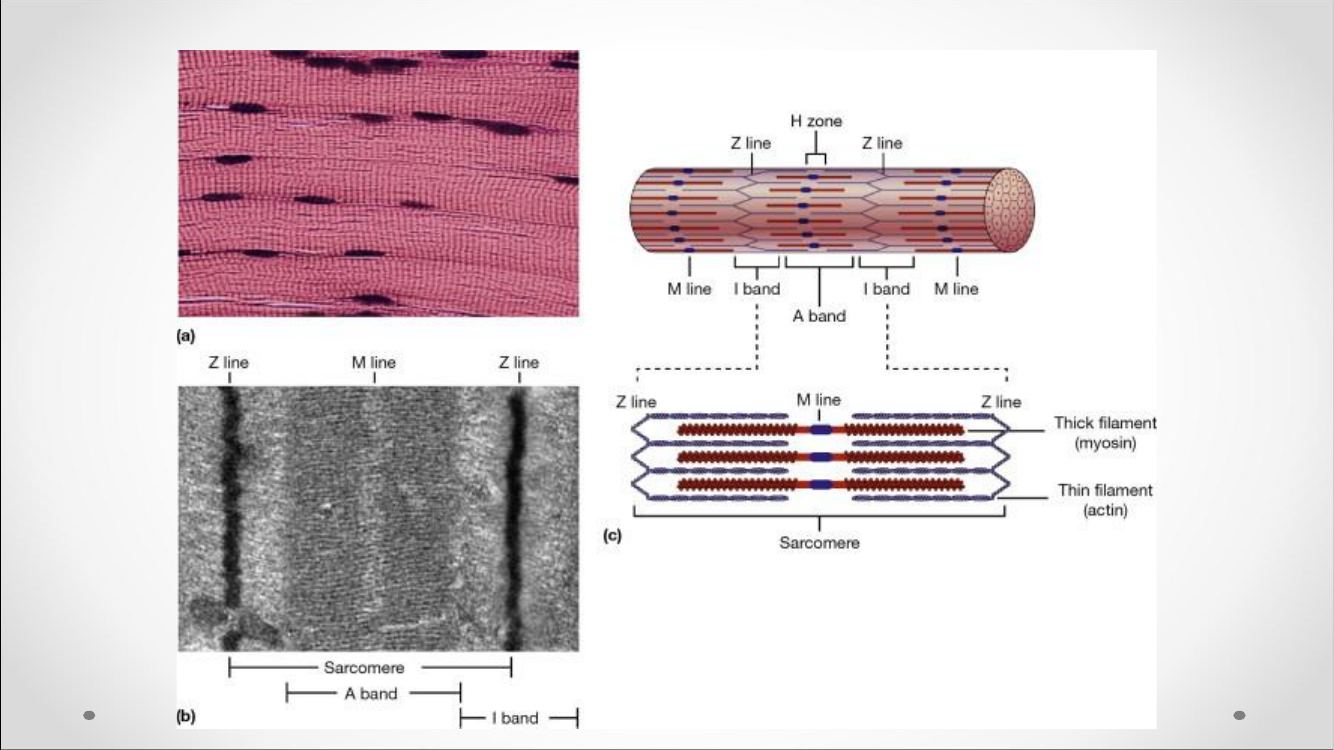 (a)
Z line M line Z line
Sarcomere
A band
I band
(b)
H zone
Z line Z line
M line I band I band M line
A band
Z line M line Z line
Thick filament
(myosin)
Thin filament
(actin)
Sarcomere
(c)